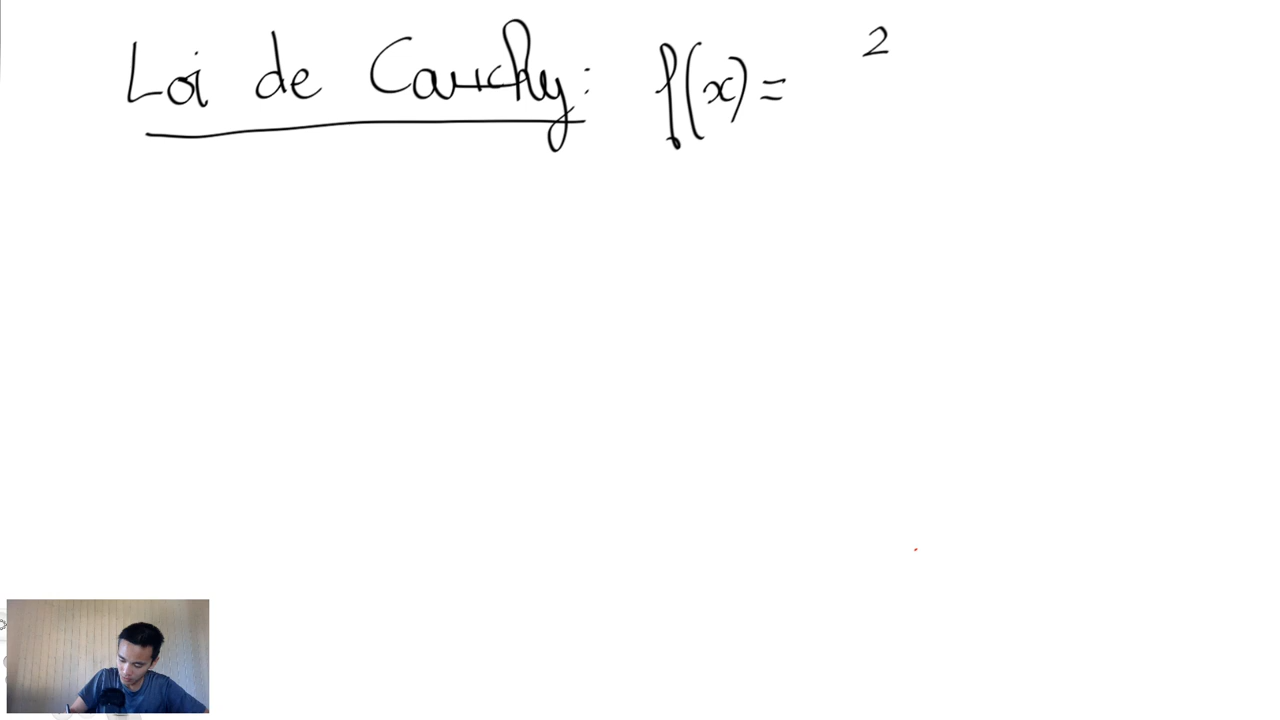 Loi de Cauchy: f(x) = 2